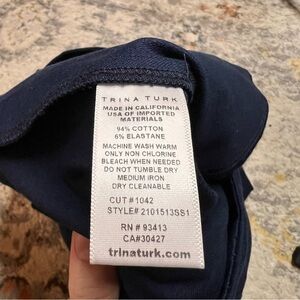 TRINA TURK
MADE IN CALIFORNIA
USA OF IMPORTED
MATERIALS
94% COTTON
6% ELASTANE
MACHINE WASH WARM
ONLY NON CHLORINE
BLEACH WHEN NEEDED
DO NOT TUMBLE DRY
MEDIUM IRON
DRY CLEANABLE
CUT#1042
STYLE#2101513SS1
RN#93413
CA#30427
trinaturk.com